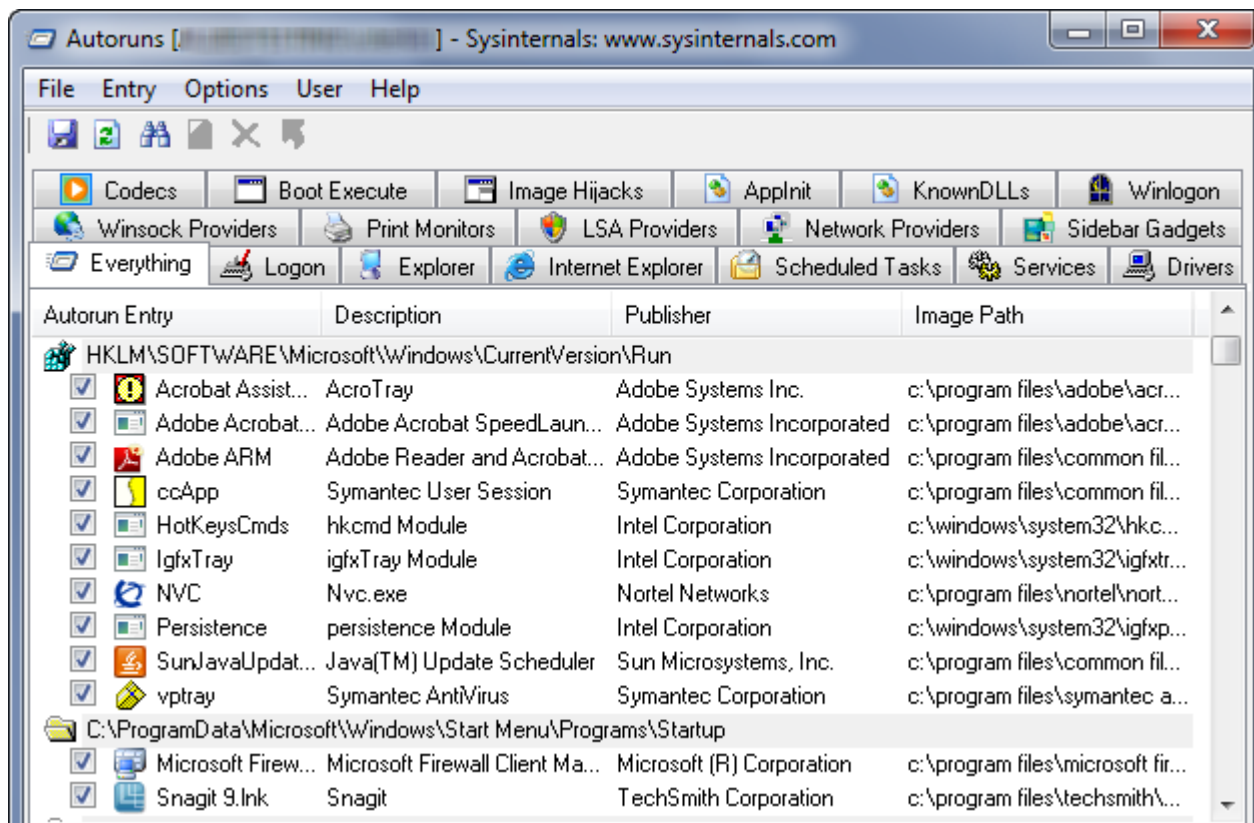 Autoruns [ ] - Sysinternals: www.sysinternals.com
File Entry Options User Help
Codecs Boot Execute Image Hijacks AppInit KnownDLLs Winlogon
Winsock Providers Print Monitors LSA Providers Network Providers Sidebar Gadgets
Everything Logon Explorer Internet Explorer Scheduled Tasks Services Drivers
Autorun Entry Description Publisher Image Path
HKLM\SOFTWARE\Microsoft\Windows\CurrentVersion\Run
Acrobat Assist... AcroTray Adobe Systems Inc. c:\program files\adobe\acr...
Adobe Acrobat... Adobe Acrobat SpeedLaun... Adobe Systems Incorporated c:\program files\adobe\acr...
Adobe ARM Adobe Reader and Acrobat... Adobe Systems Incorporated c:\program files\common fil...
ccApp Symantec User Session Symantec Corporation c:\program files\common fil...
HotKeysCmds hkcmd Module Intel Corporation c:\windows\system32\hkc...
IgfxTray igfxTray Module Intel Corporation c:\windows\system32\igfxtr...
NVC Nvc.exe Nortel Networks c:\program files\nortel\nort...
Persistence persistence Module Intel Corporation c:\windows\system32\igfxp...
SunJavaUpdat... Java(TM) Update Scheduler Sun Microsystems, Inc. c:\program files\common fil...
vptray Symantec AntiVirus Symantec Corporation c:\program files\symantec a...
C:\ProgramData\Microsoft\Windows\Start Menu\Programs\Startup
Microsoft Firew... Microsoft Firewall Client Ma... Microsoft (R) Corporation c:\program files\microsoft fir...
Snagit 9.lnk Snagit TechSmith Corporation c:\program files\techsmith\...